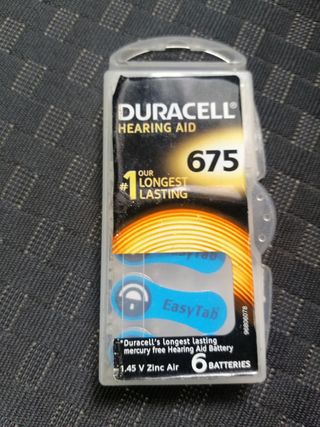 DURACELL®
HEARING AID
675
#1 OUR
LONGEST
LASTING
EasyTab
EasyTab
*Duracell's longest lasting
mercury free Hearing Aid Battery
1.45 V Zinc Air 6 BATTERIES